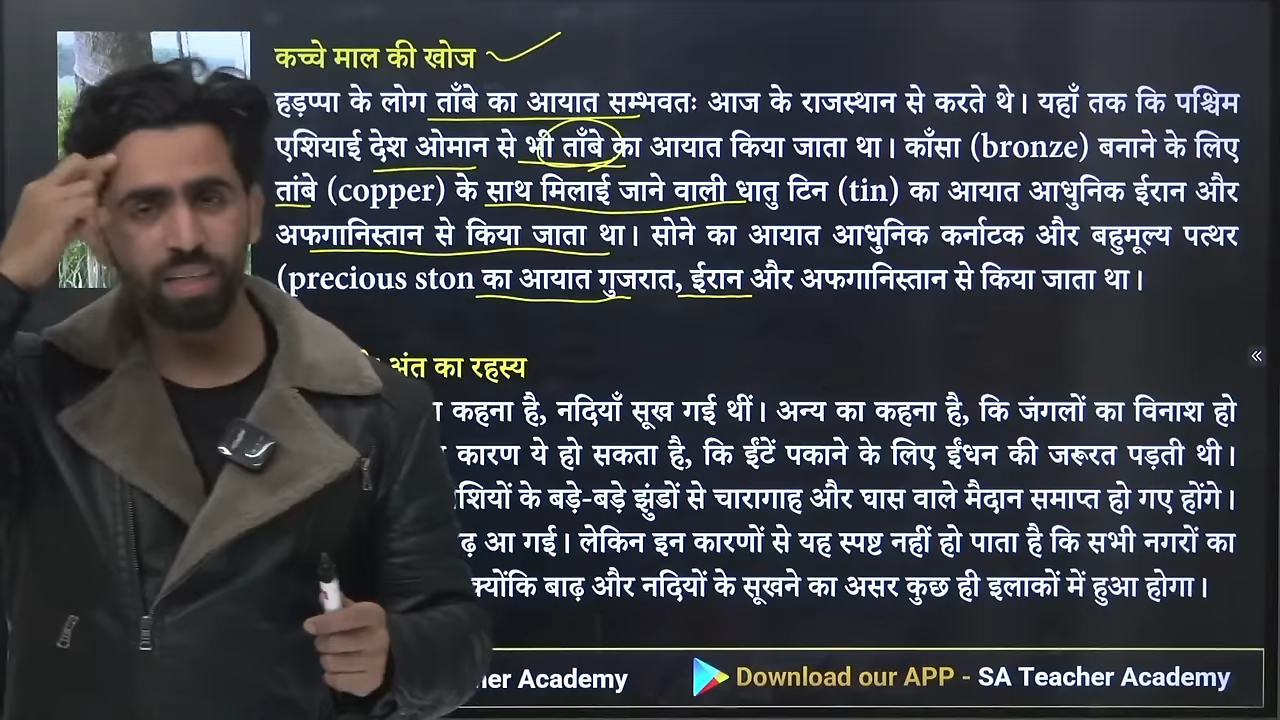 कच्चे माल की खोज
हड़प्पा के लोग ताँबे का आयात सम्भवतः आज के राजस्थान से करते थे। यहाँ तक कि पश्चिम
एशियाई देश ओमान से भी ताँबे का आयात किया जाता था। काँसा (bronze) बनाने के लिए
तांबे (copper) के साथ मिलाई जाने वाली धातु टिन (tin) का आयात आधुनिक ईरान और
अफगानिस्तान से किया जाता था। सोने का आयात आधुनिक कर्नाटक और बहुमूल्य पत्थर
(precious ston का आयात गुजरात, ईरान और अफगानिस्तान से किया जाता था।
अंत का रहस्य
कहना है, नदियाँ सूख गई थीं। अन्य का कहना है, कि जंगलों का विनाश हो
कारण ये हो सकता है, कि ईंटें पकाने के लिए ईंधन की जरूरत पड़ती थी।
के बड़े-बड़े झुंडों से चारागाह और घास वाले मैदान समाप्त हो गए होंगे।
आ गई। लेकिन इन कारणों से यह स्पष्ट नहीं हो पाता है कि सभी नगरों का
क्योंकि बाढ़ और नदियों के सूखने का असर कुछ ही इलाकों में हुआ होगा।
Academy
Download our APP - SA Teacher Academy